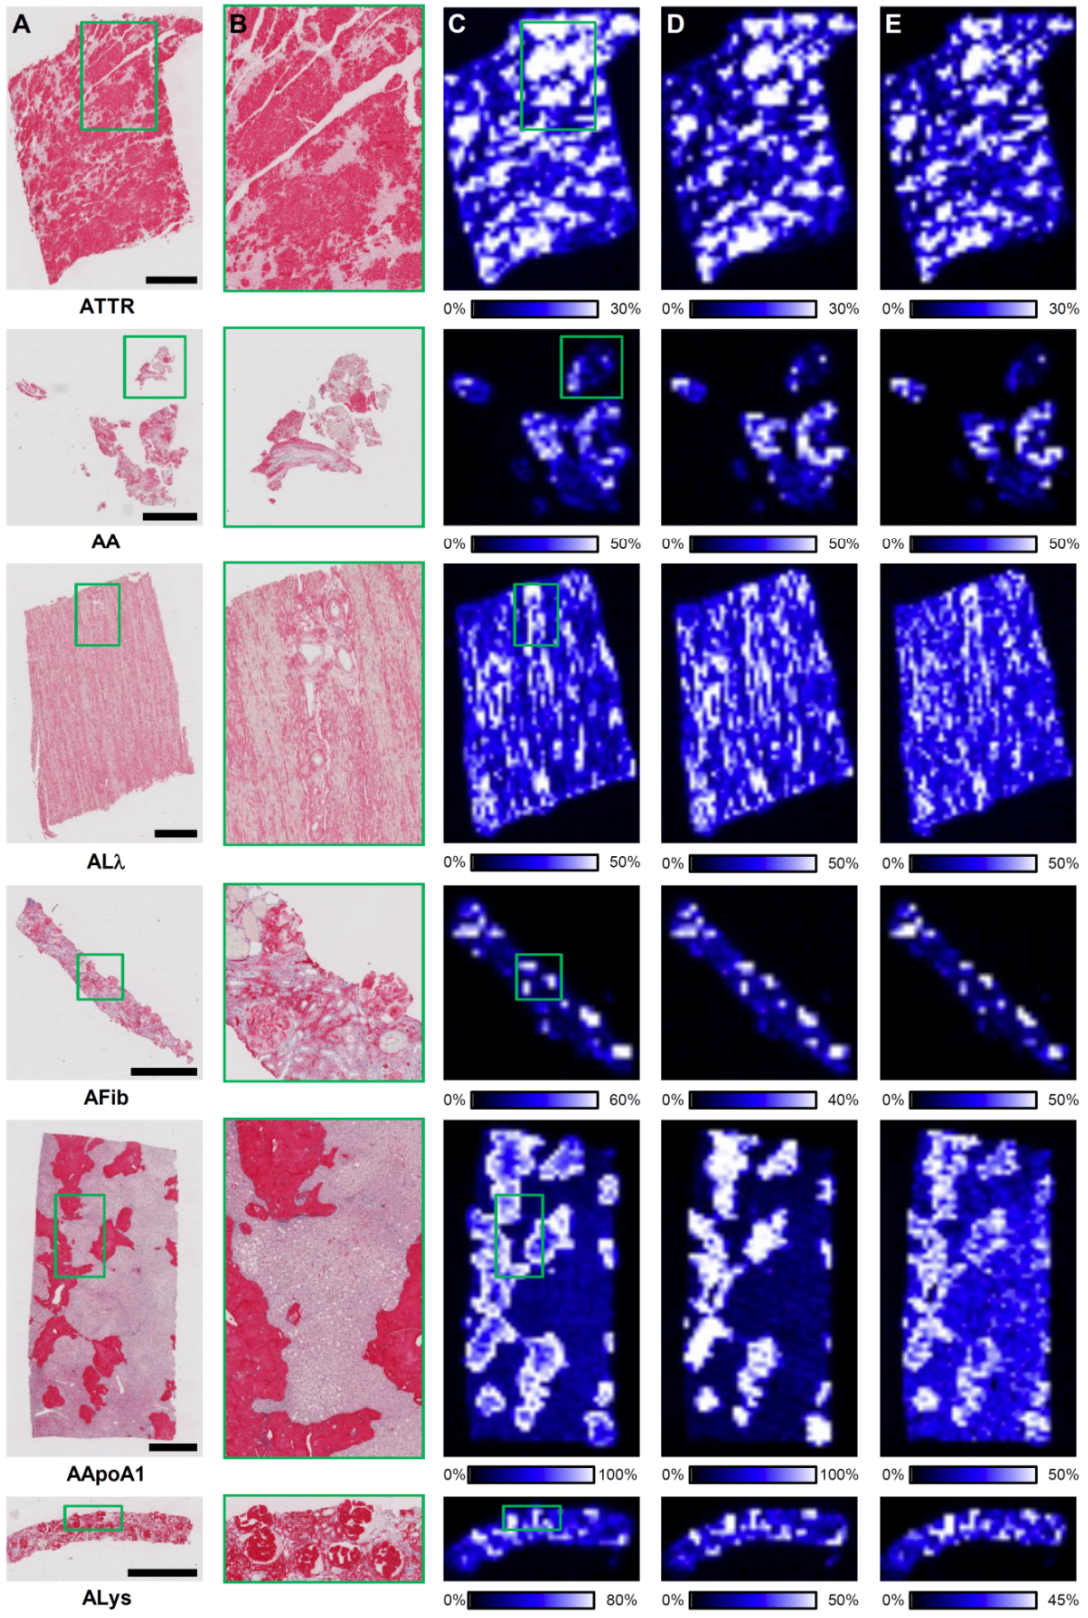 A B C D E
0% 30% 0% 30% 0% 30%
ATTR
0% 50% 0% 50% 0% 50%
AA
0% 50% 0% 50% 0% 50%
ALλ
0% 60% 0% 40% 0% 50%
AFib
0% 100% 0% 100% 0% 50%
AApoA1
0% 80% 0% 50% 0% 45%
ALys